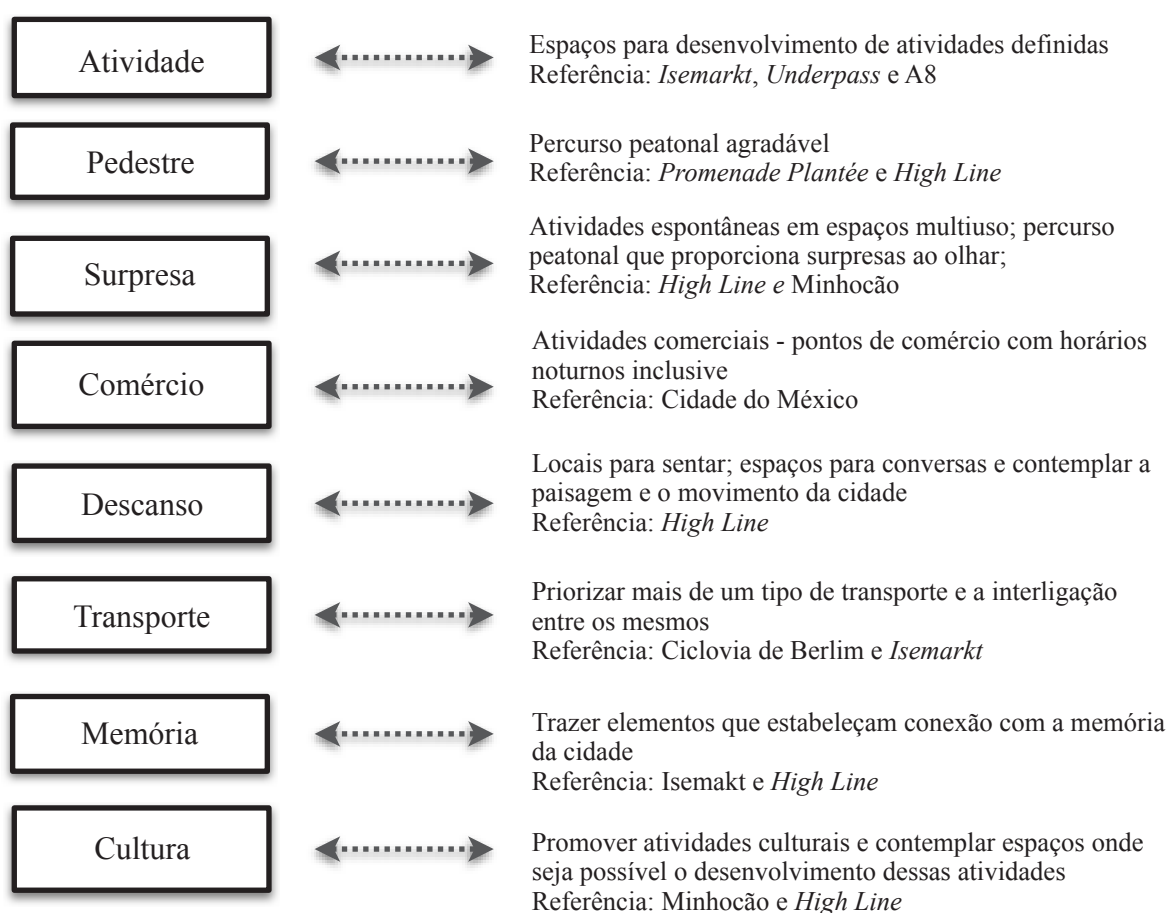 Atividade
Espaços para desenvolvimento de atividades definidas
Referência: Isemarkt, Underpass e A8
Pedestre
Percurso peatonal agradável
Referência: Promenade Plantée e High Line
Surpresa
Atividades espontâneas em espaços multiuso; percurso
peatonal que proporciona surpresas ao olhar;
Referência: High Line e Minhocão
Comércio
Atividades comerciais - pontos de comércio com horários
noturnos inclusive
Referência: Cidade do México
Descanso
Locais para sentar; espaços para conversas e contemplar a
paisagem e o movimento da cidade
Referência: High Line
Transporte
Priorizar mais de um tipo de transporte e a interligação
entre os mesmos
Referência: Ciclovia de Berlim e Isemarkt
Memória
Trazer elementos que estabeleçam conexão com a memória
da cidade
Referência: Isemakt e High Line
Cultura
Promover atividades culturais e contemplar espaços onde
seja possível o desenvolvimento dessas atividades
Referência: Minhocão e High Line